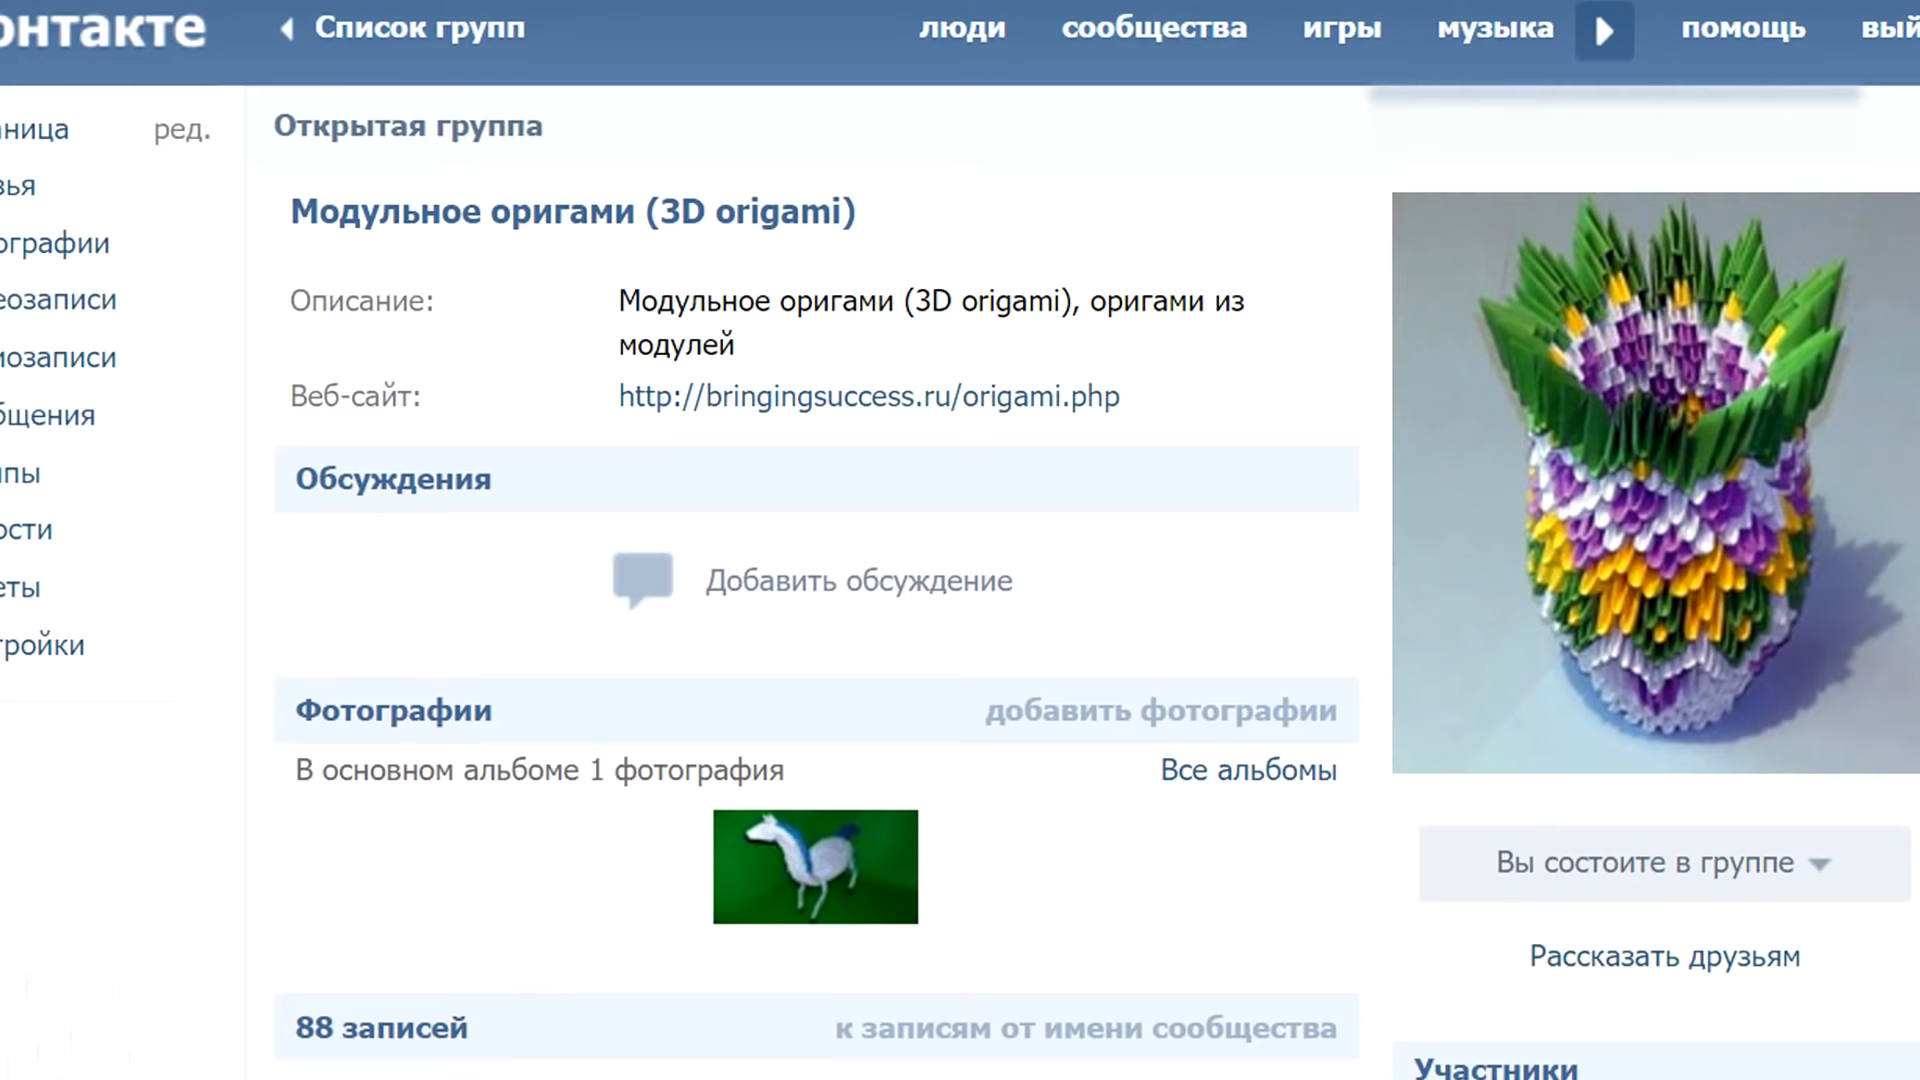 онтакте
Список групп
люди
сообщества
игры
музыка
помощь
вый
аница
ред.
зья
ографии
еозаписи
иозаписи
бщения
ппы
ости
еты
тройки
Открытая группа
Модульное оригами (3D origami)
Описание:
Модульное оригами (3D origami), оригами из
модулей
Веб-сайт:
http://bringingsuccess.ru/origami.php
Обсуждения
Добавить обсуждение
Фотографии
добавить фотографии
В основном альбоме 1 фотография
Все альбомы
88 записей
к записям от имени сообщества
Вы состоите в группе
Рассказать друзьям
Участники